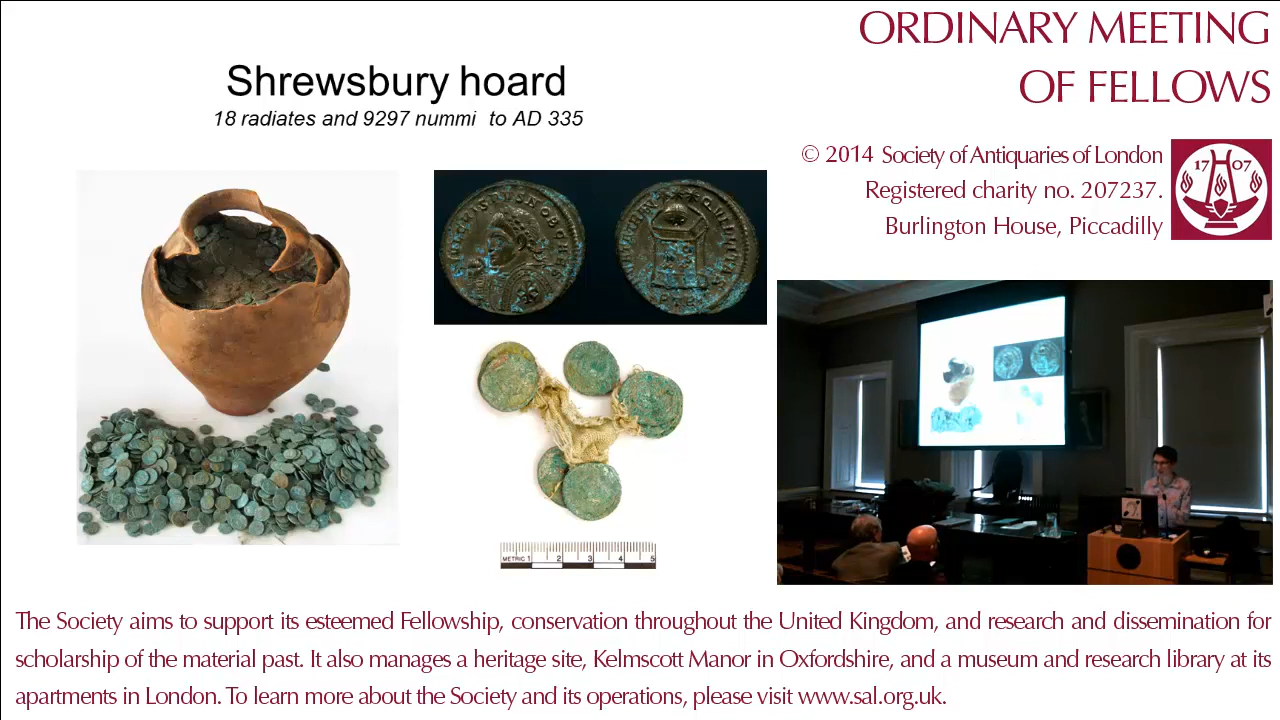 ORDINARY MEETING
OF FELLOWS
Shrewsbury hoard
18 radiates and 9297 nummi to AD 335
© 2014 Society of Antiquaries of London
Registered charity no. 207237.
Burlington House, Piccadilly
17 07
METRIC 1 2 3 4 5
The Society aims to support its esteemed Fellowship, conservation throughout the United Kingdom, and research and dissemination for
scholarship of the material past. It also manages a heritage site, Kelmscott Manor in Oxfordshire, and a museum and research library at its
apartments in London. To learn more about the Society and its operations, please visit www.sal.org.uk.